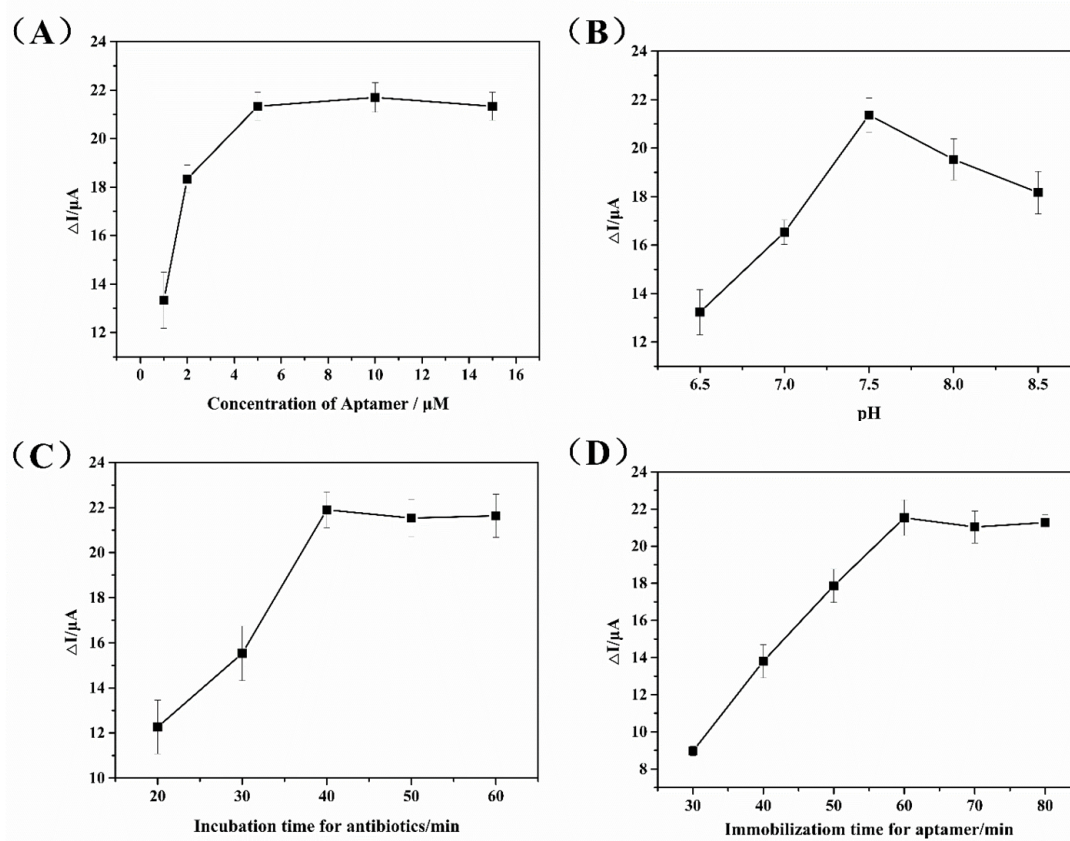 （A）
24
22
20
18
16
14
12
△I/μA
0 2 4 6 8 10 12 14 16
Concentration of Aptamer / μM
（B）
24
22
20
18
16
14
12
△I/μA
6.5 7.0 7.5 8.0 8.5
pH
（C）
24
22
20
18
16
14
12
10
△I/μA
20 30 40 50 60
Incubation time for antibiotics/min
（D）
24
22
20
18
16
14
12
10
8
△I/μA
30 40 50 60 70 80
Immobilizatiom time for aptamer/min